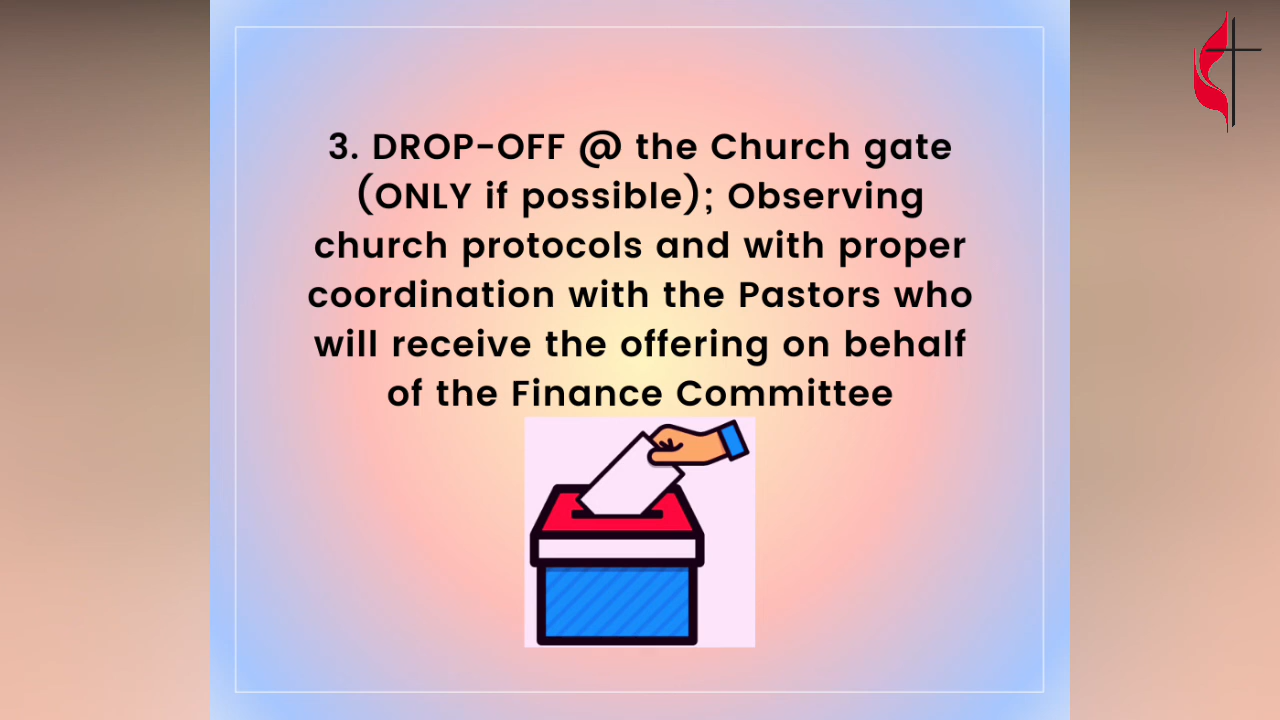 3. DROP-OFF @ the Church gate
(ONLY if possible); Observing
church protocols and with proper
coordination with the Pastors who
will receive the offering on behalf
of the Finance Committee